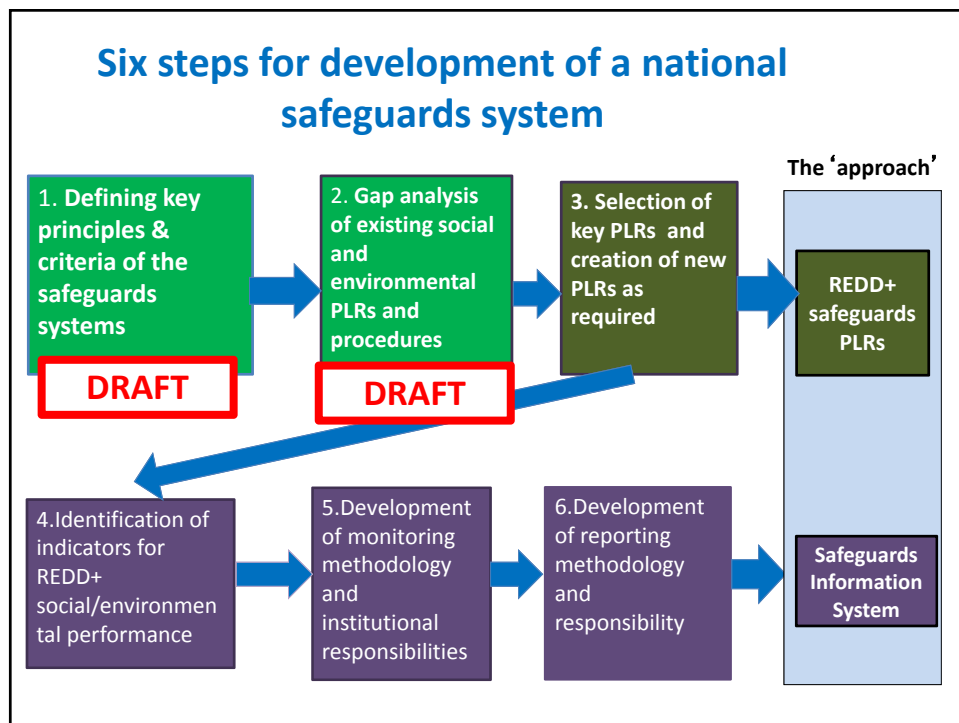 Six steps for development of a national
safeguards system
The ‘approach’
1. Defining key
principles &
criteria of the
safeguards
systems
DRAFT
2. Gap analysis
of existing social
and
environmental
PLRs and
procedures
DRAFT
3. Selection of
key PLRs and
creation of new
PLRs as
required
REDD+
safeguards
PLRs
4.Identification of
indicators for
REDD+
social/environmen
tal performance
5.Development
of monitoring
methodology
and
institutional
responsibilities
6.Development
of reporting
methodology
and
responsibility
Safeguards
Information
System